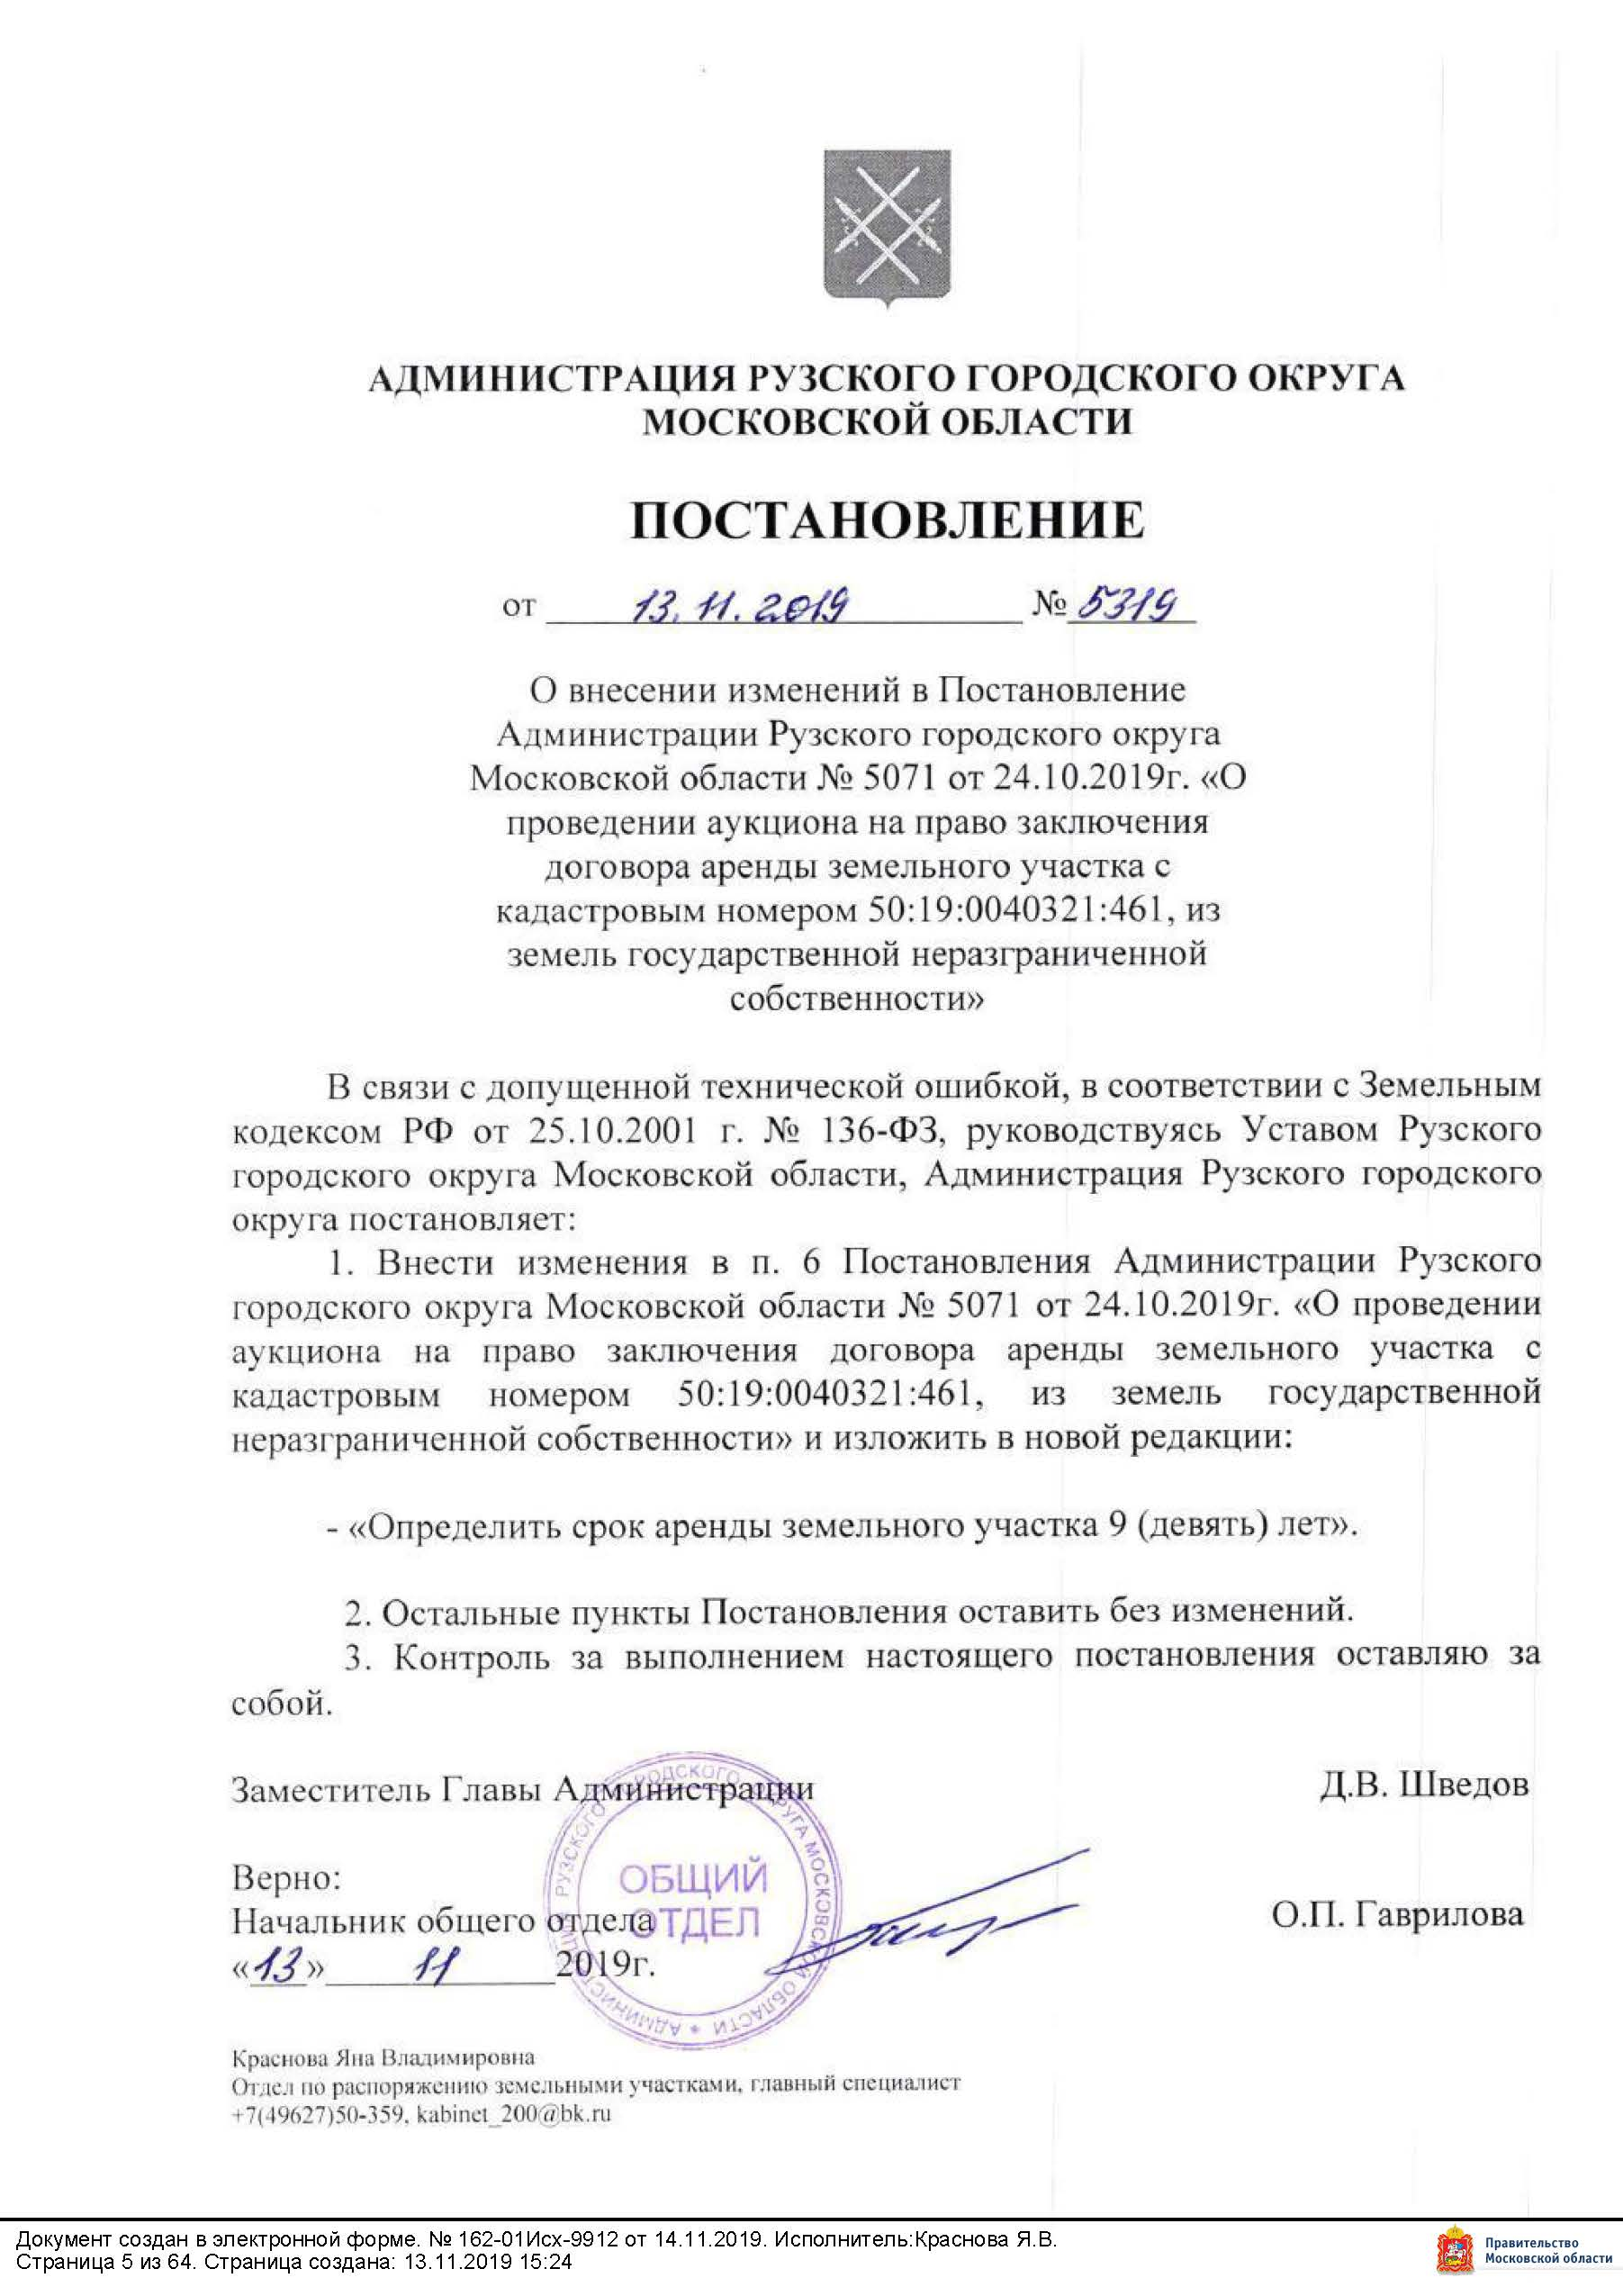 АДМИНИСТРАЦИЯ РУЗСКОГО ГОРОДСКОГО ОКРУГА
МОСКОВСКОЙ ОБЛАСТИ
ПОСТАНОВЛЕНИЕ
от 13.11.2019 № 5319
О внесении изменений в Постановление
Администрации Рузского городского округа
Московской области № 5071 от 24.10.2019г. «О
проведении аукциона на право заключения
договора аренды земельного участка с
кадастровым номером 50:19:0040321:461, из
земель государственной неразграниченной
собственности»
В связи с допущенной технической ошибкой, в соответствии с Земельным
кодексом РФ от 25.10.2001 г. № 136-ФЗ, руководствуясь Уставом Рузского
городского округа Московской области, Администрация Рузского городского
округа постановляет:
1. Внести изменения в п. 6 Постановления Администрации Рузского
городского округа Московской области № 5071 от 24.10.2019г. «О проведении
аукциона на право заключения договора аренды земельного участка с
кадастровым номером 50:19:0040321:461, из земель государственной
неразграниченной собственности» и изложить в новой редакции:
- «Определить срок аренды земельного участка 9 (девять) лет».
2. Остальные пункты Постановления оставить без изменений.
3. Контроль за выполнением настоящего постановления оставляю за
собой.
Заместитель Главы Администрации Д.В. Шведов
Верно:
Начальник общего отдела О.П. Гаврилова
«13» 11 2019г.
ОБЩИЙ
ОТДЕЛ
АДМИНИСТРАЦИЯ РУЗСКОГО ГОРОДСКОГО ОКРУГА МОСКОВСКОЙ ОБЛАСТИ
Краснова Яна Владимировна
Отдел по распоряжению земельными участками, главный специалист
+7(49627)50-359, kabinet_200@bk.ru
Документ создан в электронной форме. № 162-01Исх-9912 от 14.11.2019. Исполнитель:Краснова Я.В.
Страница 5 из 64. Страница создана: 13.11.2019 15:24
Правительство
Московской области